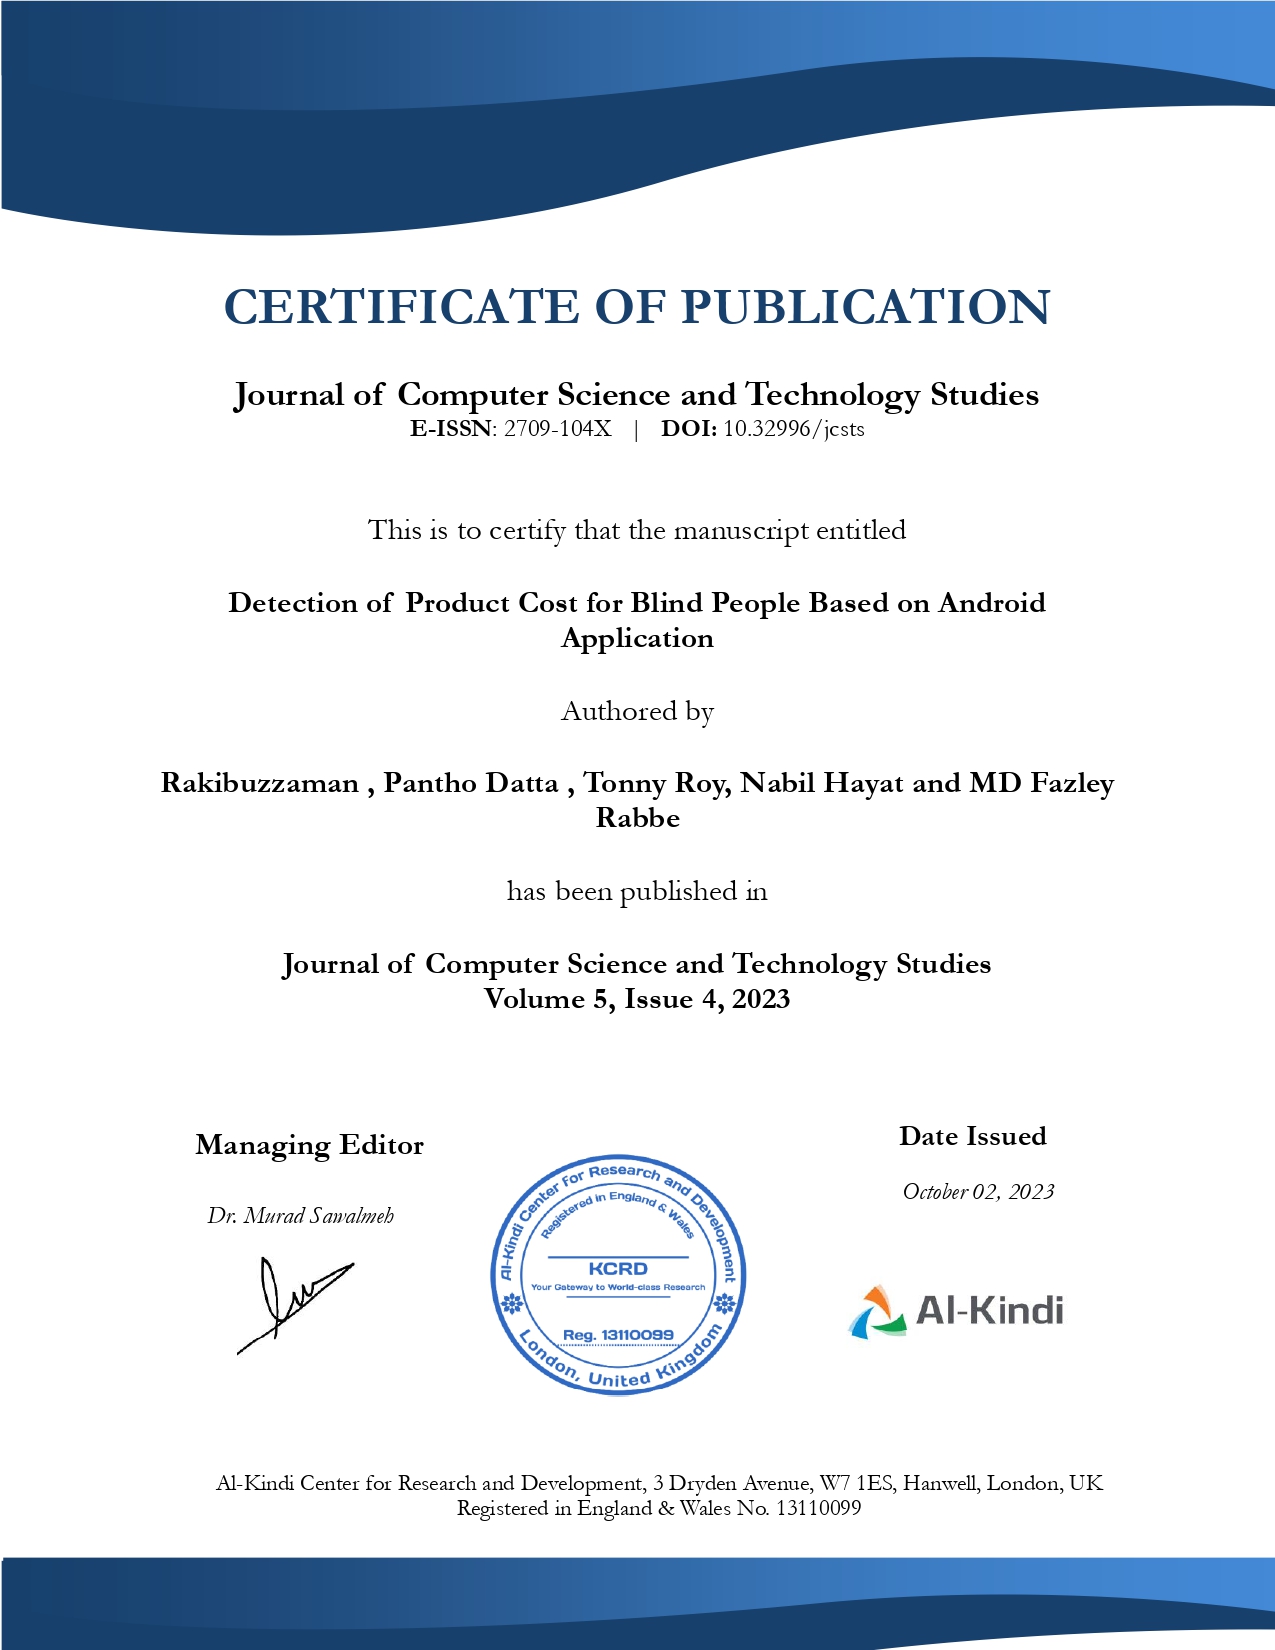 CERTIFICATE OF PUBLICATION
Journal of Computer Science and Technology Studies
E-ISSN: 2709-104X | DOI: 10.32996/jcsts
This is to certify that the manuscript entitled
Detection of Product Cost for Blind People Based on Android
Application
Authored by
Rakibuzzaman , Pantho Datta , Tonny Roy, Nabil Hayat and MD Fazley
Rabbe
has been published in
Journal of Computer Science and Technology Studies
Volume 5, Issue 4, 2023
Managing Editor
Dr. Murad Sawalmeh
Al-Kindi Center for Research and Development
Registered in England & Wales
KCRD
Your Gateway to World-class Research
Reg. 13110099
London, United Kingdom
Date Issued
October 02, 2023
Al-Kindi
Al-Kindi Center for Research and Development, 3 Dryden Avenue, W7 1ES, Hanwell, London, UK
Registered in England & Wales No. 13110099